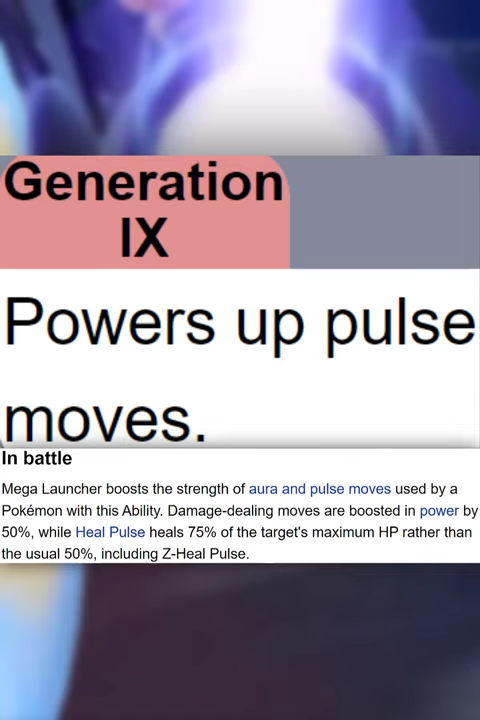 Generation
IX
Powers up pulse
moves.
In battle
Mega Launcher boosts the strength of aura and pulse moves used by a
Pokémon with this Ability. Damage-dealing moves are boosted in power by
50%, while Heal Pulse heals 75% of the target's maximum HP rather than
the usual 50%, including Z-Heal Pulse.